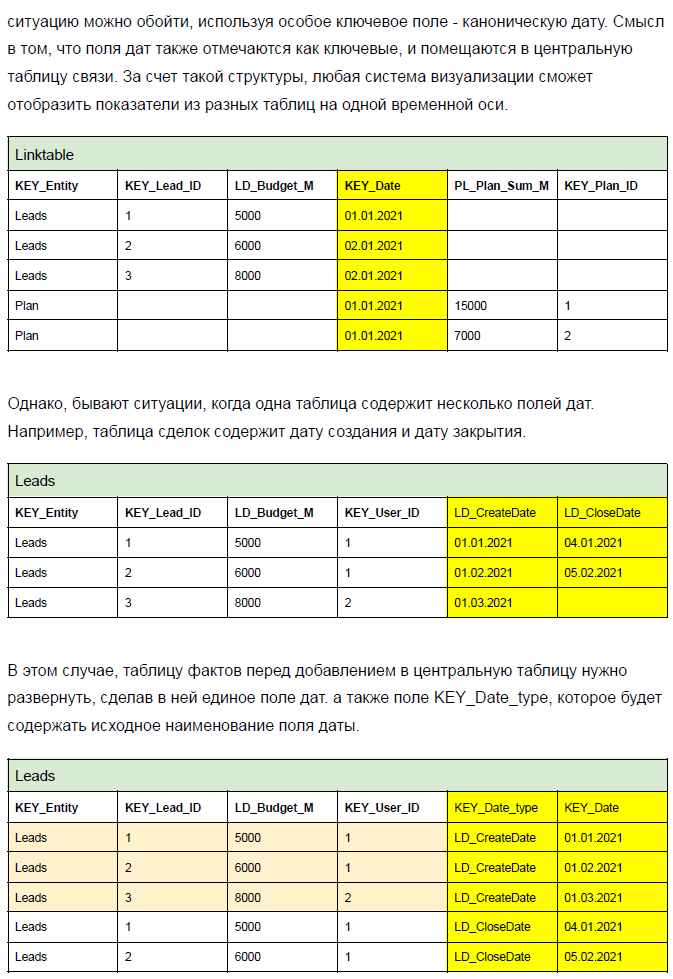 ситуацию можно обойти, используя особое ключевое поле - каноническую дату. Смысл
в том, что поля дат также отмечаются как ключевые, и помещаются в центральную
таблицу связи. За счет такой структуры, любая система визуализации сможет
отобразить показатели из разных таблиц на одной временной оси.
Linktable
KEY_Entity KEY_Lead_ID LD_Budget_M KEY_Date PL_Plan_Sum_M KEY_Plan_ID
Leads 1 5000 01.01.2021
Leads 2 6000 02.01.2021
Leads 3 8000 02.01.2021
Plan 01.01.2021 15000 1
Plan 01.01.2021 7000 2
Однако, бывают ситуации, когда одна таблица содержит несколько полей дат.
Например, таблица сделок содержит дату создания и дату закрытия.
Leads
KEY_Entity KEY_Lead_ID LD_Budget_M KEY_User_ID LD_CreateDate LD_CloseDate
Leads 1 5000 1 01.01.2021 04.01.2021
Leads 2 6000 1 01.02.2021 05.02.2021
Leads 3 8000 2 01.03.2021
В этом случае, таблицу фактов перед добавлением в центральную таблицу нужно
развернуть, сделав в ней единое поле дат. а также поле KEY_Date_type, которое будет
содержать исходное наименование поля даты.
Leads
KEY_Entity KEY_Lead_ID LD_Budget_M KEY_User_ID KEY_Date_type KEY_Date
Leads 1 5000 1 LD_CreateDate 01.01.2021
Leads 2 6000 1 LD_CreateDate 01.02.2021
Leads 3 8000 2 LD_CreateDate 01.03.2021
Leads 1 5000 1 LD_CloseDate 04.01.2021
Leads 2 6000 1 LD_CloseDate 05.02.2021